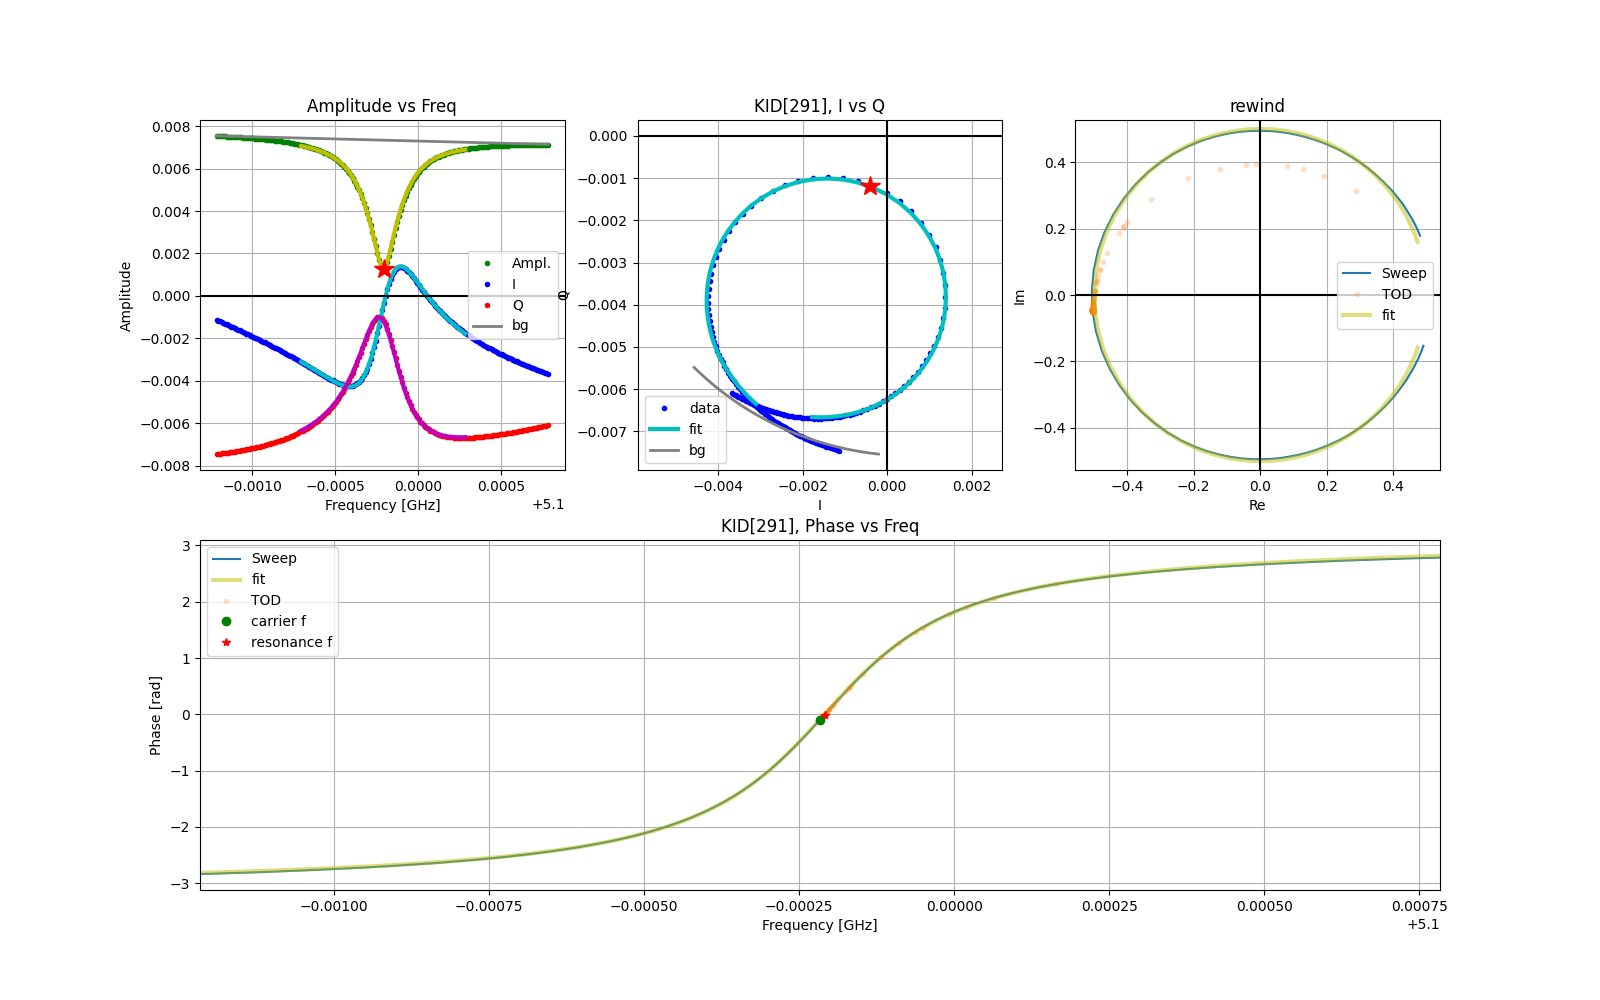 Amplitude vs Freq
0.008
0.006
0.004
0.002
0.000
−0.002
−0.004
−0.006
−0.008
Amplitude
−0.0010 −0.0005 0.0000 0.0005
Frequency [GHz]
+5.1
Ampl.
I
Q
bg
KID[291], I vs Q
0.000
−0.001
−0.002
−0.003
−0.004
−0.005
−0.006
−0.007
Q
data
fit
bg
−0.004 −0.002 0.000 0.002
I
rewind
0.4
0.2
0.0
−0.2
−0.4
Im
Sweep
TOD
fit
−0.4 −0.2 0.0 0.2 0.4
Re
KID[291], Phase vs Freq
3
2
1
0
−1
−2
−3
Phase [rad]
Sweep
fit
TOD
carrier f
resonance f
−0.00100 −0.00075 −0.00050 −0.00025 0.00000 0.00025 0.00050 0.00075
Frequency [GHz]
+5.1